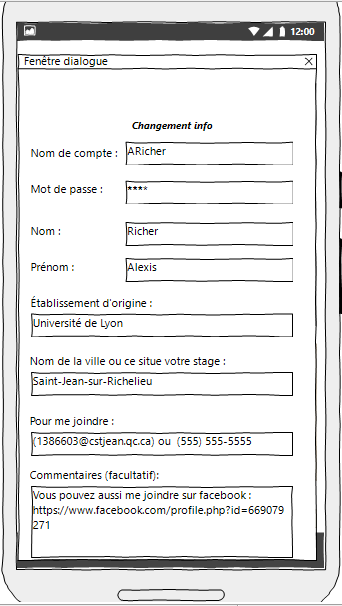 12:00
Fenêtre dialogue
Changement info
Nom de compte : ARicher
Mot de passe : ****
Nom : Richer
Prénom : Alexis
Établissement d'origine :
Université de Lyon
Nom de la ville ou ce situe votre stage :
Saint-Jean-sur-Richelieu
Pour me joindre :
(1386603@cstjean.qc.ca) ou (555) 555-5555
Commentaires (facultatif):
Vous pouvez aussi me joindre sur facebook :
https://www.facebook.com/profile.php?id=669079
271